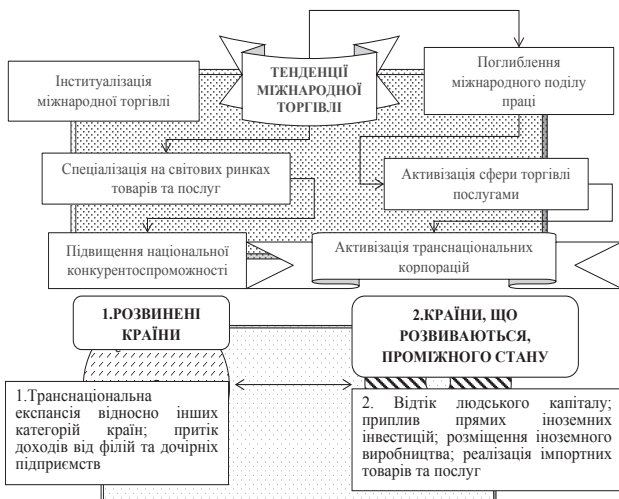 ТЕНДЕНЦІЇ
МІЖНАРОДНОЇ
ТОРГІВЛІ
Інституалізація
міжнародної торгівлі
Поглиблення
міжнародного поділу
праці
Спеціалізація на світових ринках
товарів та послуг
Активізація сфери торгівлі
послугами
Підвищення національної
конкурентоспроможності
Активізація транснаціональних
корпорацій
1.РОЗВИНЕНІ
КРАЇНИ
2.КРАЇНИ, ЩО
РОЗВИВАЮТЬСЯ,
ПРОМІЖНОГО СТАНУ
1.Транснаціональна
експансія відносно інших
категорій країн; притік
доходів від філій та дочірніх
підприємств
2. Відтік людського капіталу;
приплив прямих іноземних
інвестицій; розміщення іноземного
виробництва; реалізація імпортних
товарів та послуг